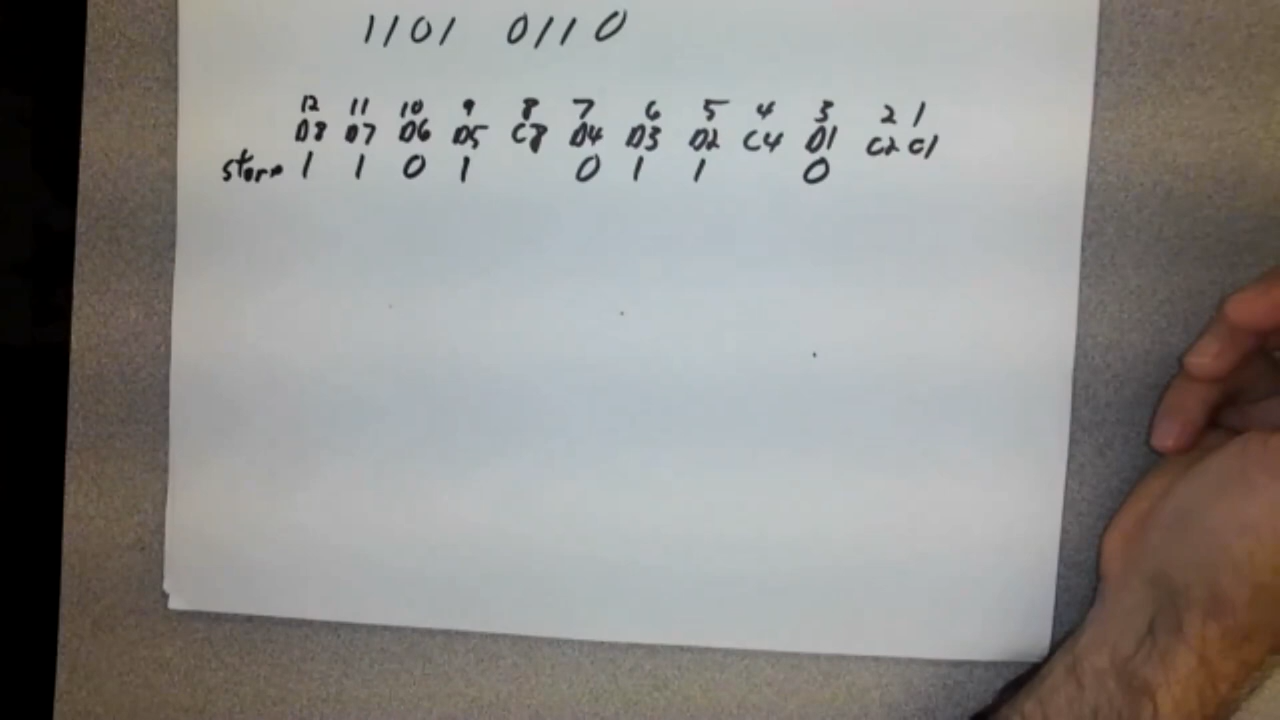 1101 0110
12 11 10 9 8 7 6 5 4 3 2 1
D8 D7 D6 D5 C8 D4 D3 D2 C4 D1 C2 C1
store 1 1 0 1 0 1 1 0